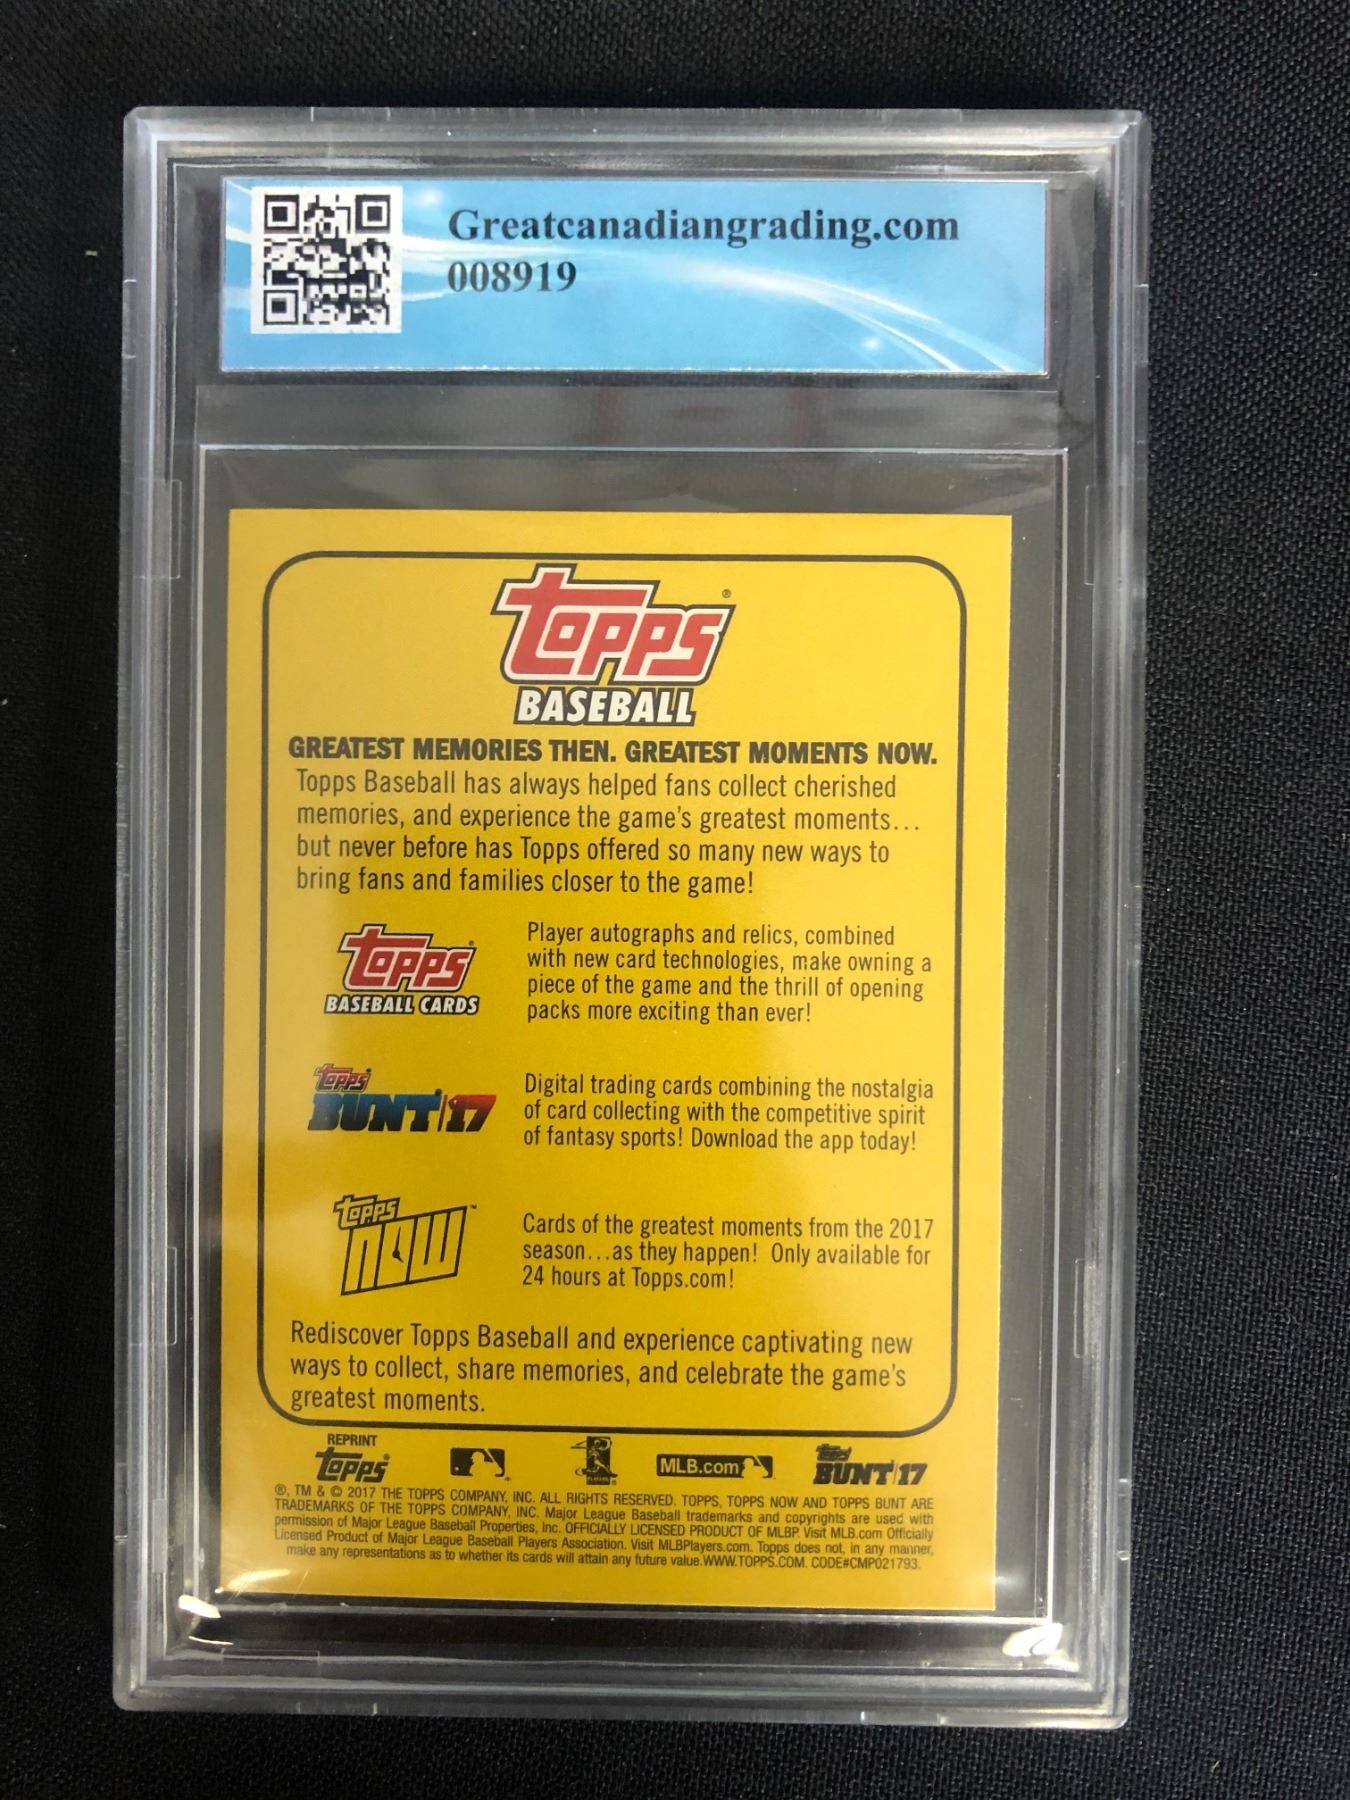 Greatcanadiangrading.com
008919
Topps®
BASEBALL
GREATEST MEMORIES THEN. GREATEST MOMENTS NOW.
Topps Baseball has always helped fans collect cherished
memories, and experience the game's greatest moments...
but never before has Topps offered so many new ways to
bring fans and families closer to the game!
Topps®
BASEBALL CARDS
Player autographs and relics, combined
with new card technologies, make owning a
piece of the game and the thrill of opening
packs more exciting than ever!
Topps
BUNT|17
Digital trading cards combining the nostalgia
of card collecting with the competitive spirit
of fantasy sports! Download the app today!
Topps
NOW™
Cards of the greatest moments from the 2017
season...as they happen! Only available for
24 hours at Topps.com!
Rediscover Topps Baseball and experience captivating new
ways to collect, share memories, and celebrate the game's
greatest moments.
REPRINT
Topps
PLAYERS
MLB.com
Topps
BUNT|17
®, TM & © 2017 THE TOPPS COMPANY, INC. ALL RIGHTS RESERVED. TOPPS, TOPPS NOW AND TOPPS BUNT ARE
TRADEMARKS OF THE TOPPS COMPANY, INC. Major League Baseball trademarks and copyrights are used with
permission of Major League Baseball Properties, Inc. OFFICIALLY LICENSED PRODUCT OF MLBP. Visit MLB.com Officially
Licensed Product of Major League Baseball Players Association. Visit MLBPlayers.com. Topps does not, in any manner,
make any representations as to whether its cards will attain any future value.WWW.TOPPS.COM. CODE#CMP021793.